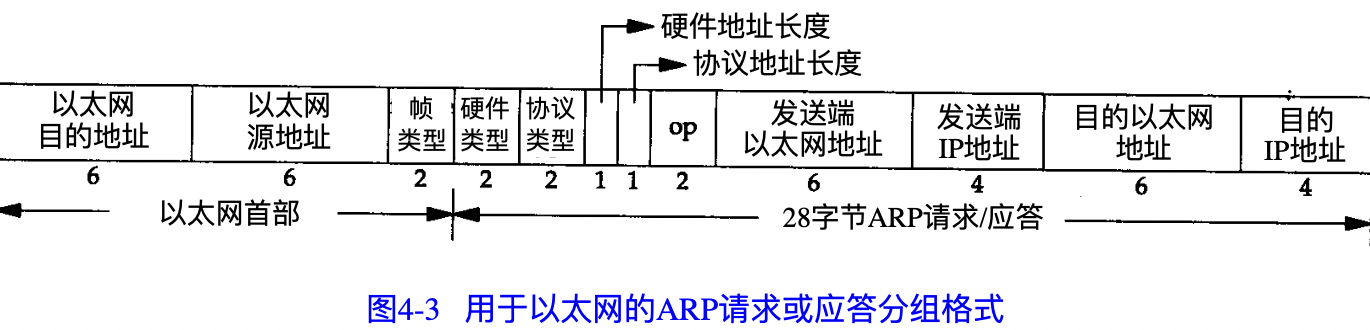 硬件地址长度
协议地址长度
以太网
目的地址
以太网
源地址
帧
类型
硬件
类型
协议
类型
op
发送端
以太网地址
发送端
IP地址
目的以太网
地址
目的
IP地址
6
6
2
2
2
1
1
2
6
4
6
4
以太网首部
28字节ARP请求/应答
图4-3 用于以太网的ARP请求或应答分组格式